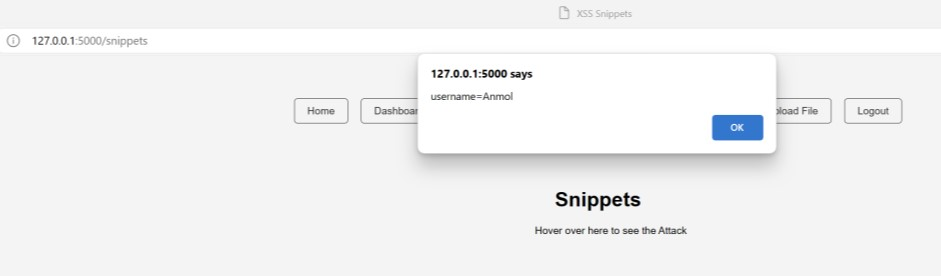 XSS Snippets
127.0.0.1:5000/snippets
127.0.0.1:5000 says
username=Anmol
OK
Home Dashboar pload File Logout
Snippets
Hover over here to see the Attack